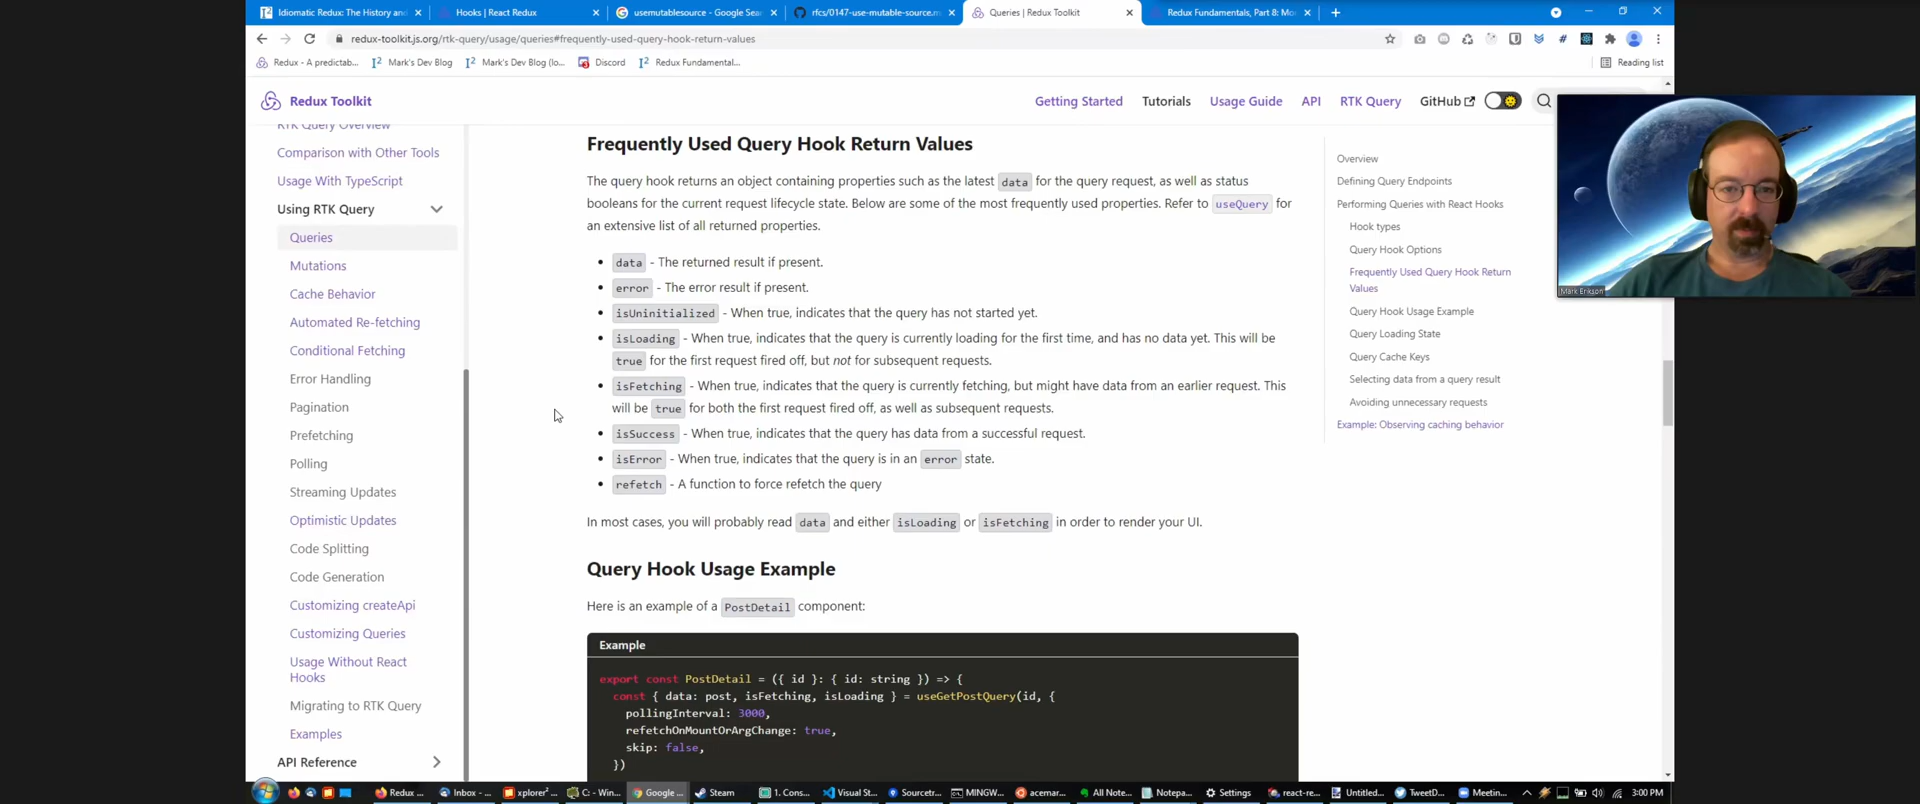 Idiomatic Redux: The History and
Hooks | React Redux
usemutablesource - Google Sea
rfcs/0147-use-mutable-source.m
Queries | Redux Toolkit
Redux Fundamentals, Part 8: Mo
redux-toolkit.js.org/rtk-query/usage/queries#frequently-used-query-hook-return-values
Redux - A predictab...
Mark's Dev Blog
Mark's Dev Blog (lo...
Discord
Redux Fundamental...
Reading list
Redux Toolkit
Getting Started
Tutorials
Usage Guide
API
RTK Query
GitHub
RTK Query Overview
Comparison with Other Tools
Usage With TypeScript
Using RTK Query
Queries
Mutations
Cache Behavior
Automated Re-fetching
Conditional Fetching
Error Handling
Pagination
Prefetching
Polling
Streaming Updates
Optimistic Updates
Code Splitting
Code Generation
Customizing createApi
Customizing Queries
Usage Without React
Hooks
Migrating to RTK Query
Examples
API Reference
Frequently Used Query Hook Return Values
The query hook returns an object containing properties such as the latest data for the query request, as well as status
booleans for the current request lifecycle state. Below are some of the most frequently used properties. Refer to useQuery for
an extensive list of all returned properties.
• data - The returned result if present.
• error - The error result if present.
• isUninitialized - When true, indicates that the query has not started yet.
• isLoading - When true, indicates that the query is currently loading for the first time, and has no data yet. This will be
true for the first request fired off, but not for subsequent requests.
• isFetching - When true, indicates that the query is currently fetching, but might have data from an earlier request. This
will be true for both the first request fired off, as well as subsequent requests.
• isSuccess - When true, indicates that the query has data from a successful request.
• isError - When true, indicates that the query is in an error state.
• refetch - A function to force refetch the query
In most cases, you will probably read data and either isLoading or isFetching in order to render your UI.
Query Hook Usage Example
Here is an example of a PostDetail component:
Example
export const PostDetail = ({ id }: { id: string }) => {
const { data: post, isFetching, isLoading } = useGetPostQuery(id, {
pollingInterval: 3000,
refetchOnMountOrArgChange: true,
skip: false,
})
Overview
Defining Query Endpoints
Performing Queries with React Hooks
Hook types
Query Hook Options
Frequently Used Query Hook Return
Values
Query Hook Usage Example
Query Loading State
Query Cache Keys
Selecting data from a query result
Avoiding unnecessary requests
Example: Observing caching behavior
Mark Erikson
Redux ...
Inbox - ...
xplorer² ...
C: - Win...
Google ...
Steam
1. Cons...
Visual St...
Sourcetr...
MINGW...
acemar...
All Note...
Notepa...
Settings
react-re...
Untitled...
TweetD...
Meetin...
3:00 PM